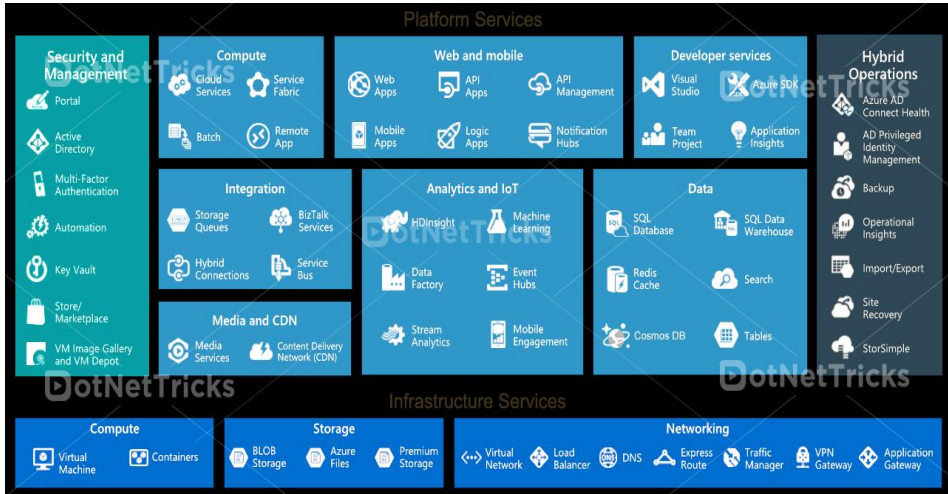 Platform Services
Security and
Management
Portal
Active
Directory
Multi-Factor
Authentication
Automation
Key Vault
Store/
Marketplace
VM Image Gallery
and VM Depot
Compute
Cloud
Services
Service
Fabric
Batch
Remote
App
Web and mobile
Web
Apps
API
Apps
API
Management
Mobile
Apps
Logic
Apps
Notification
Hubs
Developer services
Visual
Studio
Azure SDK
Team
Project
Application
Insights
Hybrid
Operations
Azure AD
Connect Health
AD Privileged
Identity
Management
Backup
Operational
Insights
Import/Export
Site
Recovery
StorSimple
Integration
Storage
Queues
BizTalk
Services
Hybrid
Connections
Service
Bus
Analytics and IoT
HDInsight
Machine
Learning
Data
Factory
Event
Hubs
Stream
Analytics
Mobile
Engagement
Data
SQL
Database
SQL Data
Warehouse
Redis
Cache
Search
Cosmos DB
Tables
Media and CDN
Media
Services
Content Delivery
Network (CDN)
DotNetTricks
DotNetTricks
DotNetTricks
DotNetTricks
DotNetTricks
Infrastructure Services
Compute
Virtual
Machine
Containers
Storage
BLOB
Storage
Azure
Files
Premium
Storage
Networking
Virtual
Network
Load
Balancer
DNS
DNS
Express
Route
Traffic
Manager
VPN
Gateway
Application
Gateway